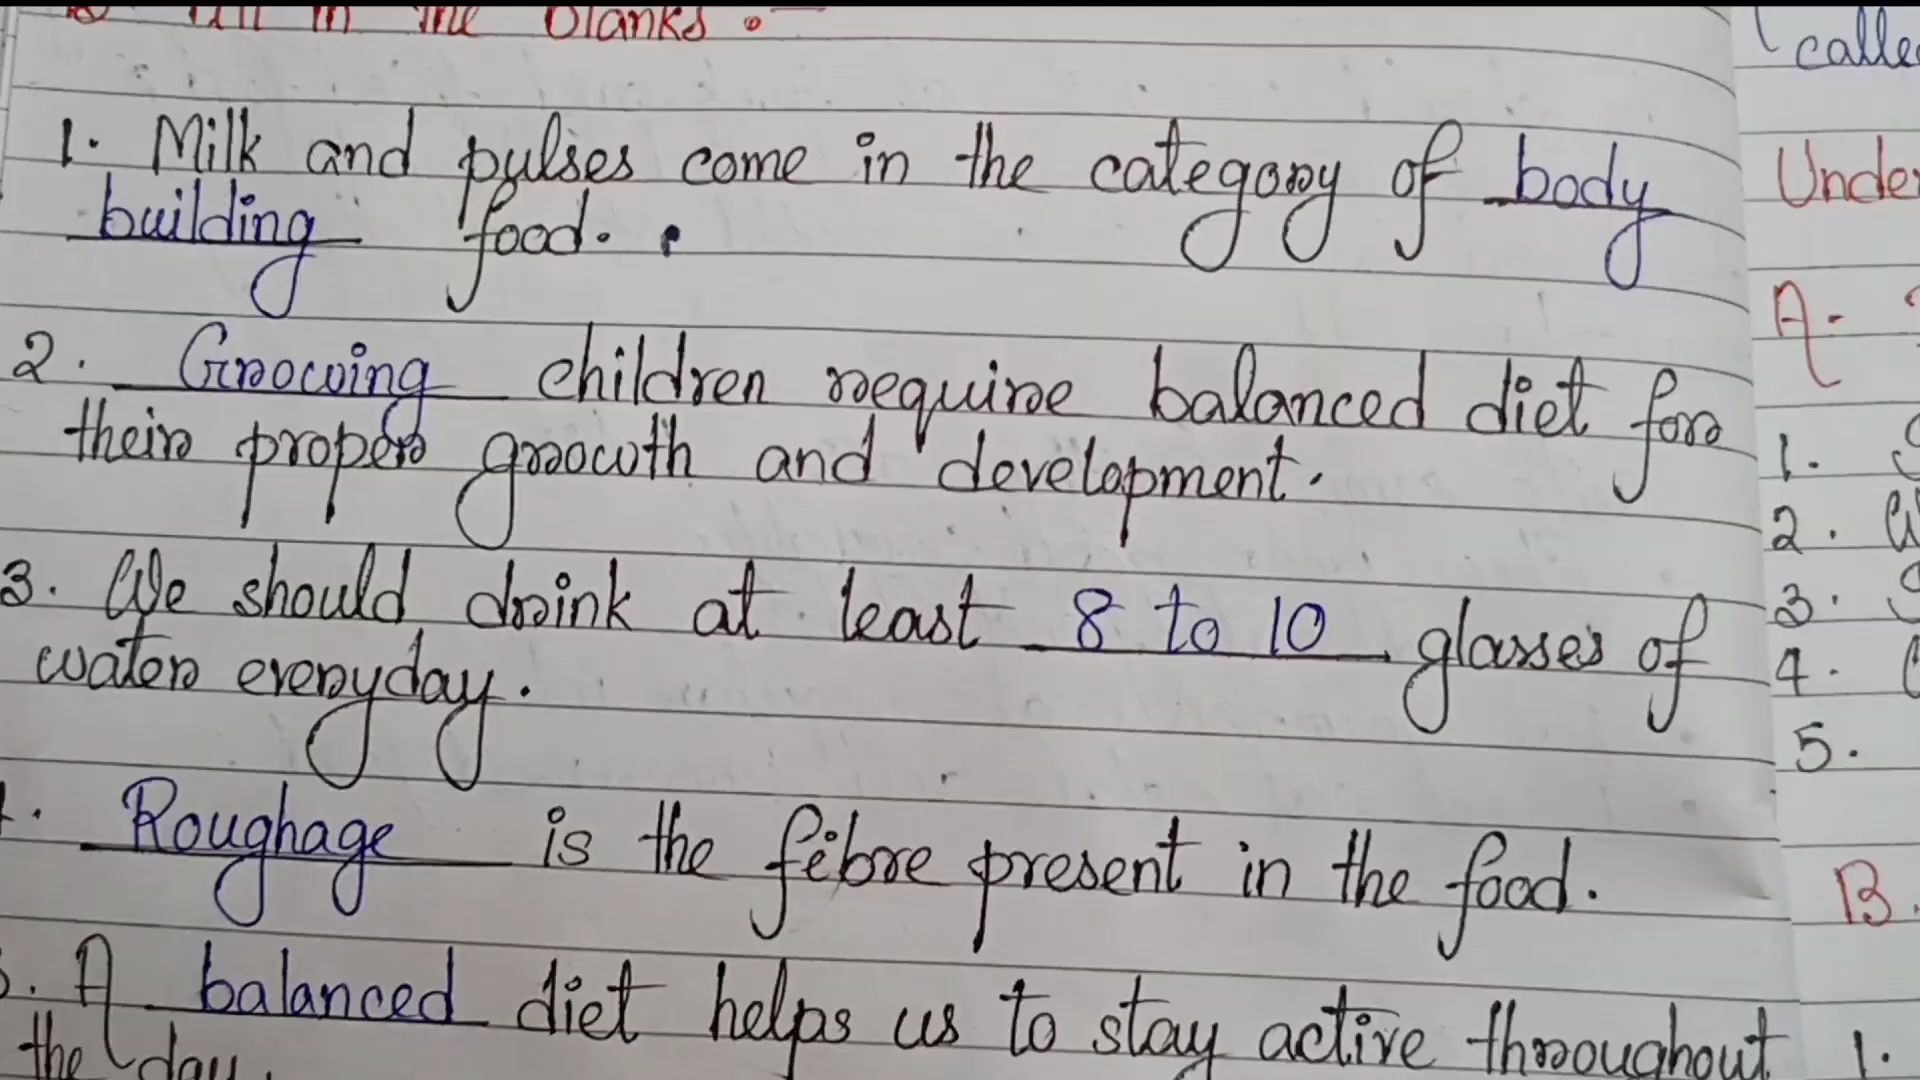 Fill in the blanks :-
1. Milk and pulses come in the category of body
building food.
2. Growing children require balanced diet for
their proper growth and development.
3. We should drink at least 8 to 10 glasses of
water everyday.
4. Roughage is the fibre present in the food.
5. A balanced diet helps us to stay active throughout
the day.
Under
A-
1.
2.
3.
4.
5.
B.
1.